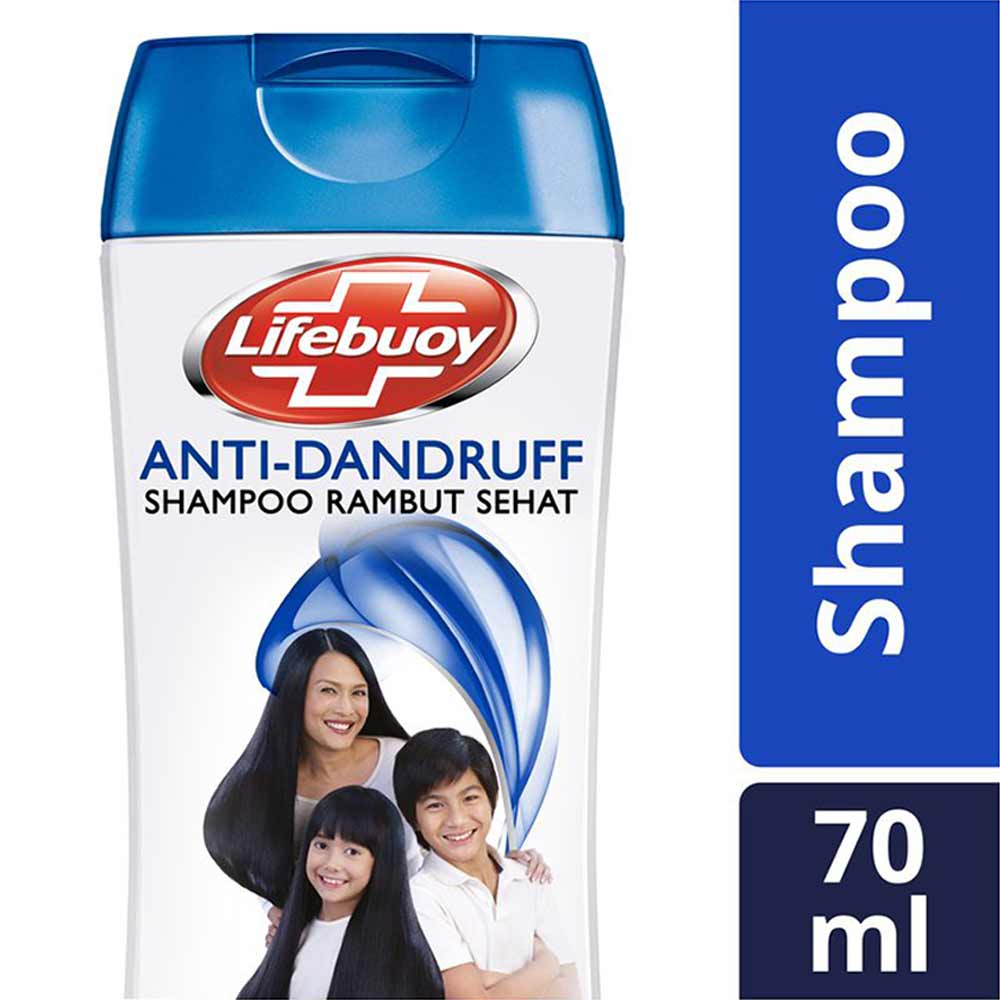 Lifebuoy
ANTI-DANDRUFF
SHAMPOO RAMBUT SEHAT
Shampoo
70
ml